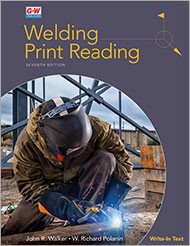 G-W
Welding
Print Reading
SEVENTH EDITION
John R. Walker • W. Richard Polanin
Write-In Text